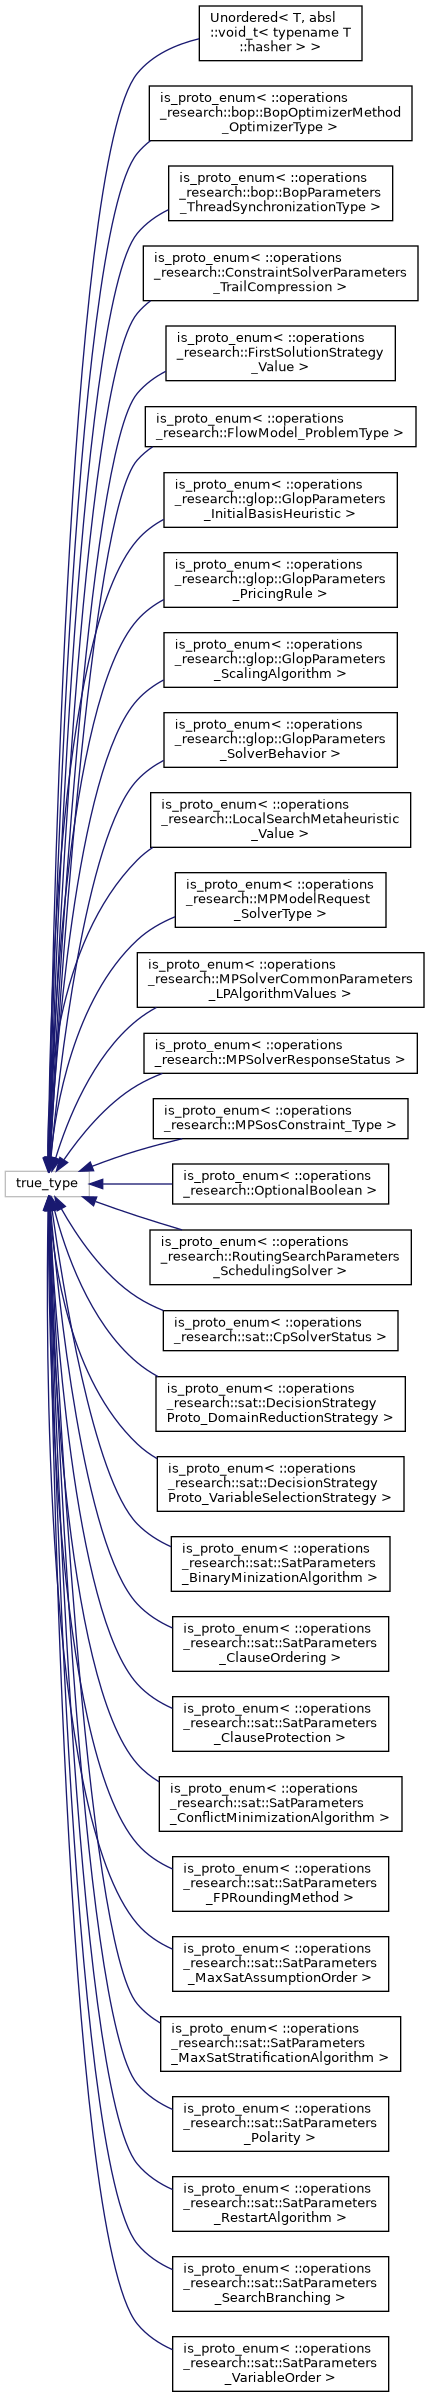 Unordered< T, absl
::void_t< typename T
::hasher > >
is_proto_enum< ::operations
_research::bop::BopOptimizerMethod
_OptimizerType >
is_proto_enum< ::operations
_research::bop::BopParameters
_ThreadSynchronizationType >
is_proto_enum< ::operations
_research::ConstraintSolverParameters
_TrailCompression >
is_proto_enum< ::operations
_research::FirstSolutionStrategy
_Value >
is_proto_enum< ::operations
_research::FlowModel_ProblemType >
is_proto_enum< ::operations
_research::glop::GlopParameters
_InitialBasisHeuristic >
is_proto_enum< ::operations
_research::glop::GlopParameters
_PricingRule >
is_proto_enum< ::operations
_research::glop::GlopParameters
_ScalingAlgorithm >
is_proto_enum< ::operations
_research::glop::GlopParameters
_SolverBehavior >
is_proto_enum< ::operations
_research::LocalSearchMetaheuristic
_Value >
is_proto_enum< ::operations
_research::MPModelRequest
_SolverType >
is_proto_enum< ::operations
_research::MPSolverCommonParameters
_LPAlgorithmValues >
is_proto_enum< ::operations
_research::MPSolverResponseStatus >
is_proto_enum< ::operations
_research::MPSosConstraint_Type >
true_type
is_proto_enum< ::operations
_research::OptionalBoolean >
is_proto_enum< ::operations
_research::RoutingSearchParameters
_SchedulingSolver >
is_proto_enum< ::operations
_research::sat::CpSolverStatus >
is_proto_enum< ::operations
_research::sat::DecisionStrategy
Proto_DomainReductionStrategy >
is_proto_enum< ::operations
_research::sat::DecisionStrategy
Proto_VariableSelectionStrategy >
is_proto_enum< ::operations
_research::sat::SatParameters
_BinaryMinizationAlgorithm >
is_proto_enum< ::operations
_research::sat::SatParameters
_ClauseOrdering >
is_proto_enum< ::operations
_research::sat::SatParameters
_ClauseProtection >
is_proto_enum< ::operations
_research::sat::SatParameters
_ConflictMinimizationAlgorithm >
is_proto_enum< ::operations
_research::sat::SatParameters
_FPRoundingMethod >
is_proto_enum< ::operations
_research::sat::SatParameters
_MaxSatAssumptionOrder >
is_proto_enum< ::operations
_research::sat::SatParameters
_MaxSatStratificationAlgorithm >
is_proto_enum< ::operations
_research::sat::SatParameters
_Polarity >
is_proto_enum< ::operations
_research::sat::SatParameters
_RestartAlgorithm >
is_proto_enum< ::operations
_research::sat::SatParameters
_SearchBranching >
is_proto_enum< ::operations
_research::sat::SatParameters
_VariableOrder >